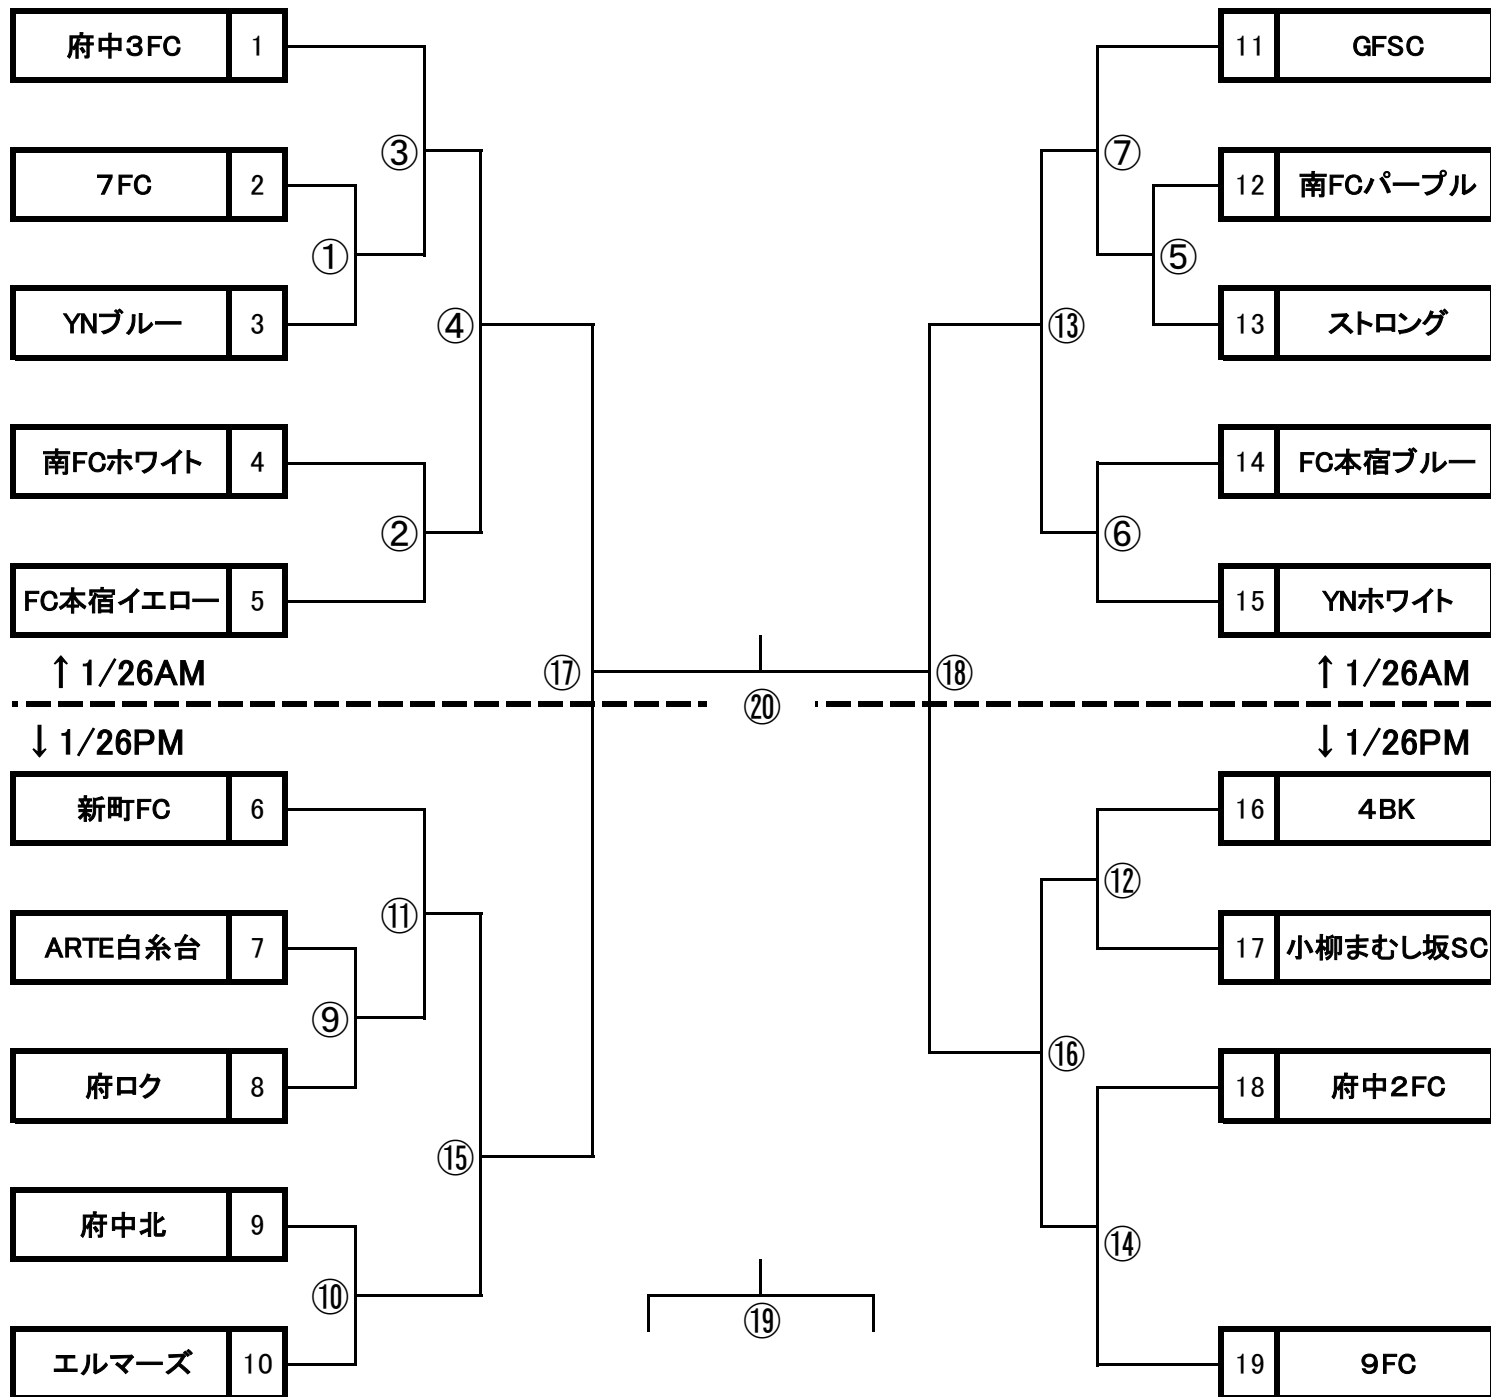 府中3FC 1
7FC 2
YNブルー 3
南FCホワイト 4
FC本宿イエロー 5
③
①
④
②
↑ 1/26AM
⑰
⑳
↓ 1/26PM
新町FC 6
ARTE白糸台 7
府ロク 8
府中北 9
エルマーズ 10
⑪
⑨
⑮
⑩
⑲
11 GFSC
12 南FCパープル
13 ストロング
14 FC本宿ブルー
15 YNホワイト
⑦
⑤
⑬
⑥
⑱
↑ 1/26AM
↓ 1/26PM
16 4BK
17 小柳まむし坂SC
18 府中2FC
19 9FC
⑫
⑯
⑭